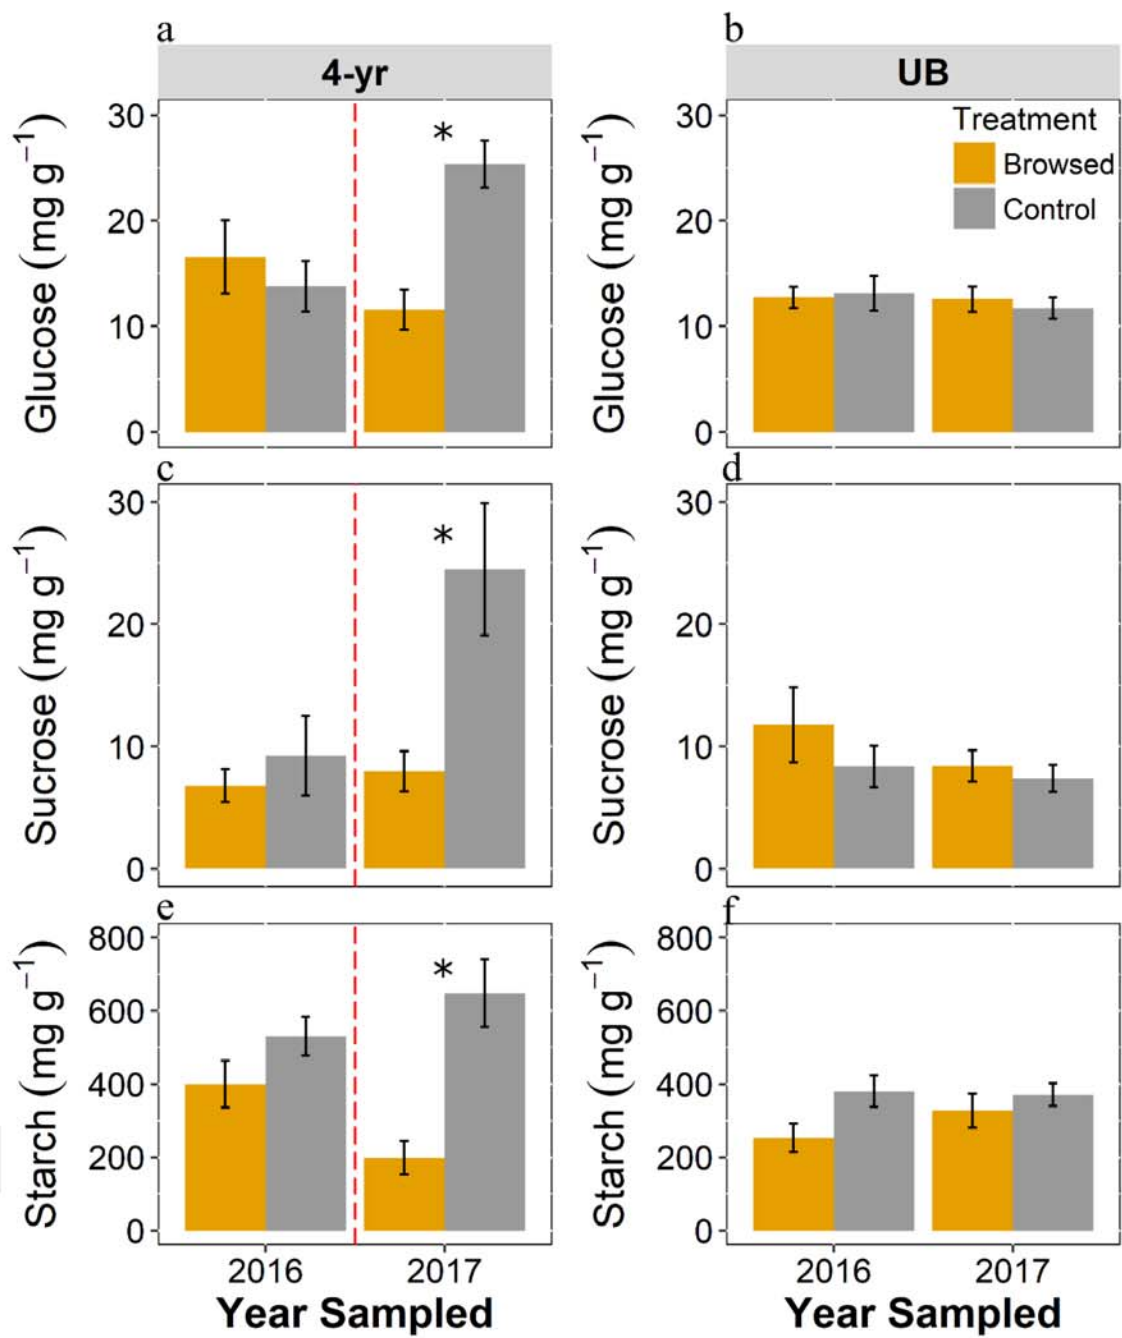 a
4-yr
30
20
10
0
Glucose (mg g⁻¹)
*
b
UB
30
20
10
0
Glucose (mg g⁻¹)
Treatment
Browsed
Control
c
30
20
10
0
Sucrose (mg g⁻¹)
*
d
30
20
10
0
Sucrose (mg g⁻¹)
e
800
600
400
200
0
Starch (mg g⁻¹)
*
2016 2017
Year Sampled
f
800
600
400
200
0
Starch (mg g⁻¹)
2016 2017
Year Sampled